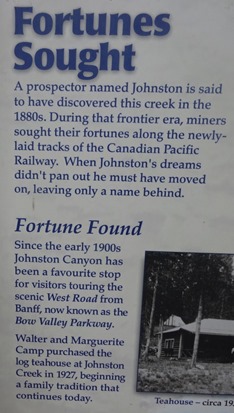 Fortunes
Sought
A prospector named Johnston is said
to have discovered this creek in the
1880s. During that frontier era, miners
sought their fortunes along the newly-
laid tracks of the Canadian Pacific
Railway. When Johnston's dreams
didn't pan out he must have moved
on, leaving only a name behind.
Fortune Found
Since the early 1900s
Johnston Canyon has
been a favourite stop
for visitors touring the
scenic West Road from
Banff, now known as the
Bow Valley Parkway.
Walter and Marguerite
Camp purchased the
log teahouse at Johnston
Creek in 1927, beginning
a family tradition that
continues today.
Teahouse – circa